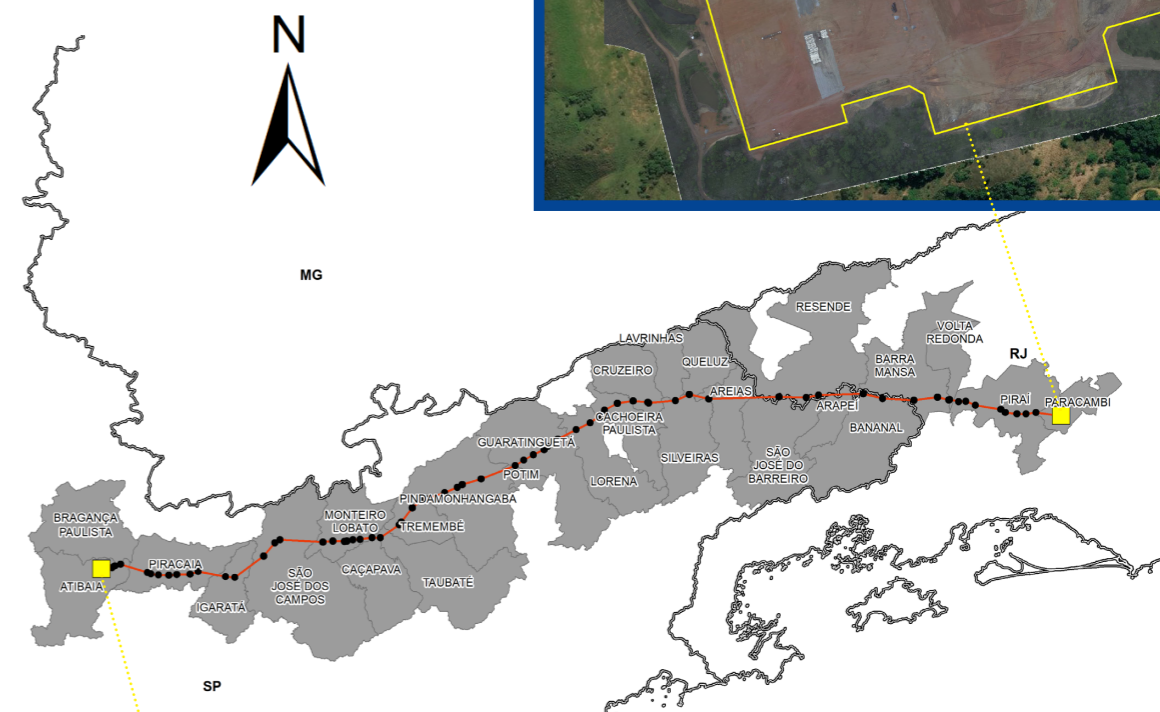 N
MG
RESENDE
VOLTA
REDONDA
LAVRINHAS
RJ
QUELUZ
BARRA
MANSA
CRUZEIRO
AREIAS
PIRAÍ
PARACAMBI
ARAPEÍ
CACHOEIRA
PAULISTA
BANANAL
GUARATINGUETÁ
SILVEIRAS
SÃO
JOSÉ DO
BARREIRO
POTIM
LORENA
PINDAMONHANGABA
MONTEIRO
LOBATO
TREMEMBÉ
BRAGANÇA
PAULISTA
PIRACAIA
CAÇAPAVA
SÃO
JOSÉ DOS
CAMPOS
TAUBATÉ
ATIBAIA
IGARATÁ
SP